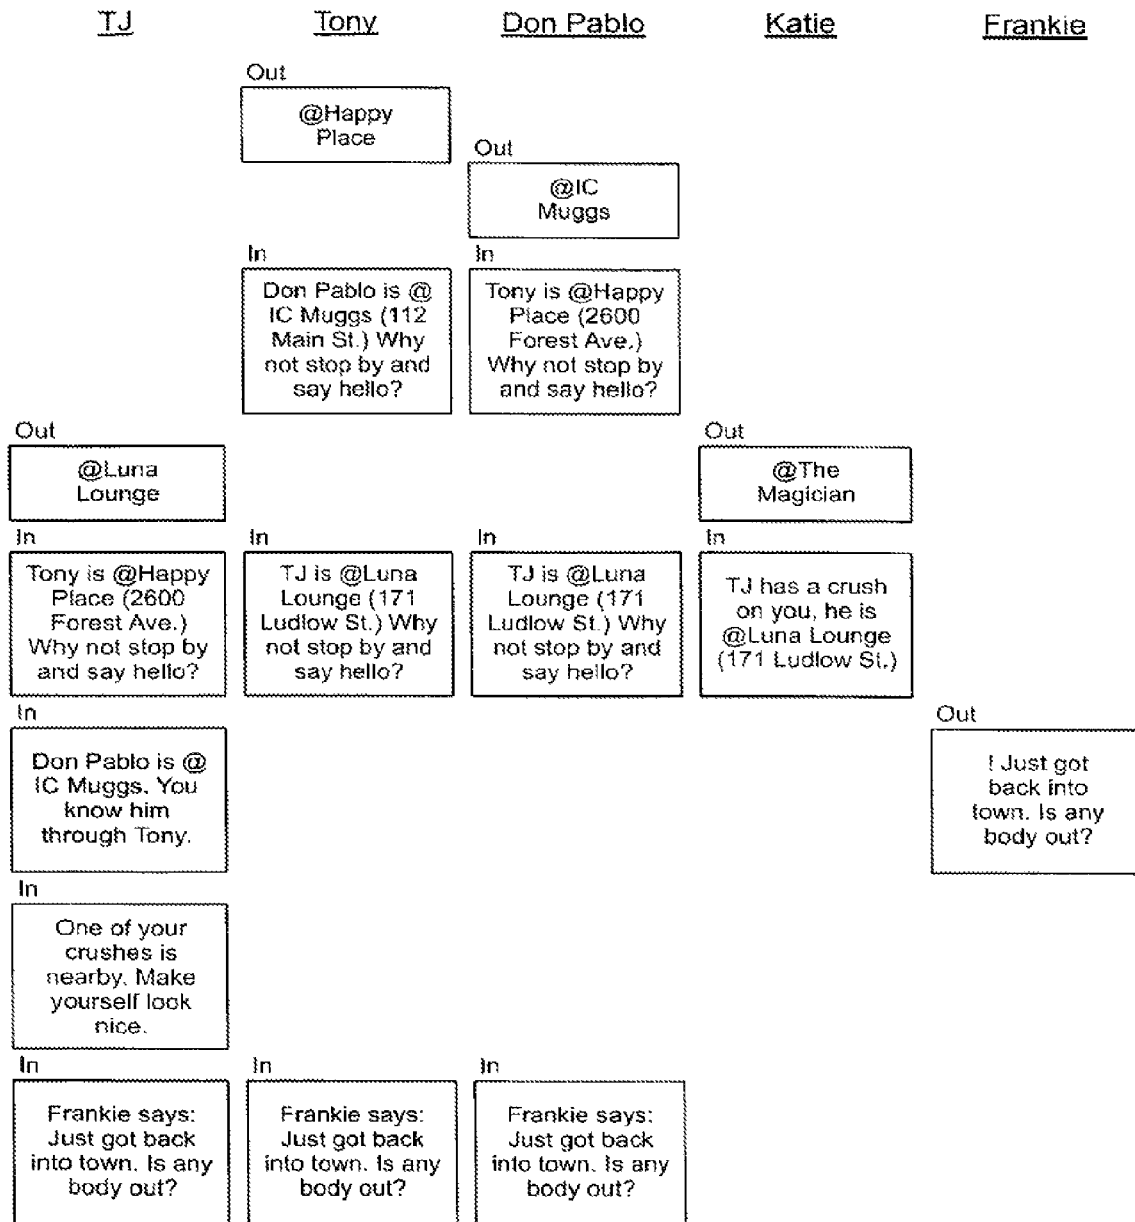 TJ
Tony
Don Pablo
Katie
Frankie
Out
@Happy
Place
Out
@IC
Muggs
In
Don Pablo is @
IC Muggs (112
Main St.) Why
not stop by and
say hello?
In
Tony is @Happy
Place (2600
Forest Ave.)
Why not stop by
and say hello?
Out
@Luna
Lounge
Out
@The
Magician
In
Tony is @Happy
Place (2600
Forest Ave.)
Why not stop by
and say hello?
In
TJ is @Luna
Lounge (171
Ludlow St.) Why
not stop by and
say hello?
In
TJ is @Luna
Lounge (171
Ludlow St.) Why
not stop by and
say hello?
In
TJ has a crush
on you, he is
@Luna Lounge
(171 Ludlow St.)
In
Don Pablo is @
IC Muggs. You
know him
through Tony.
Out
! Just got
back into
town. Is any
body out?
In
One of your
crushes is
nearby. Make
yourself look
nice.
In
Frankie says:
Just got back
into town. Is any
body out?
In
Frankie says:
Just got back
into town. Is any
body out?
In
Frankie says:
Just got back
into town. Is any
body out?